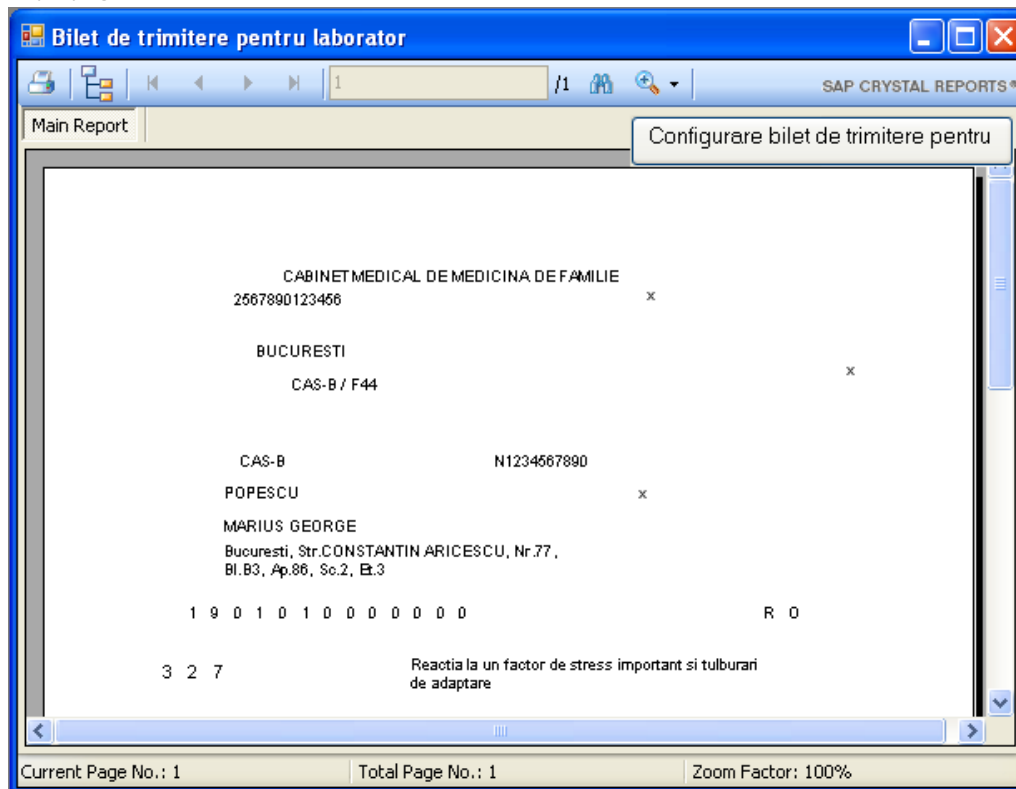 Bilet de trimitere pentru laborator
1 /1 SAP CRYSTAL REPORTS®
Main Report
Configurare bilet de trimitere pentru
CABINET MEDICAL DE MEDICINA DE FAMILIE
2567890123456 x
BUCURESTI
x
CAS-B / F44
CAS-B N1234567890
POPESCU x
MARIUS GEORGE
Bucuresti, Str.CONSTANTIN ARICESCU, Nr.77,
Bl.B3, Ap.86, Sc.2, Et.3
1 9 0 1 0 1 0 0 0 0 0 0 0 R O
3 2 7 Reactia la un factor de stress important si tulburari
de adaptare
Current Page No.: 1 Total Page No.: 1 Zoom Factor: 100%